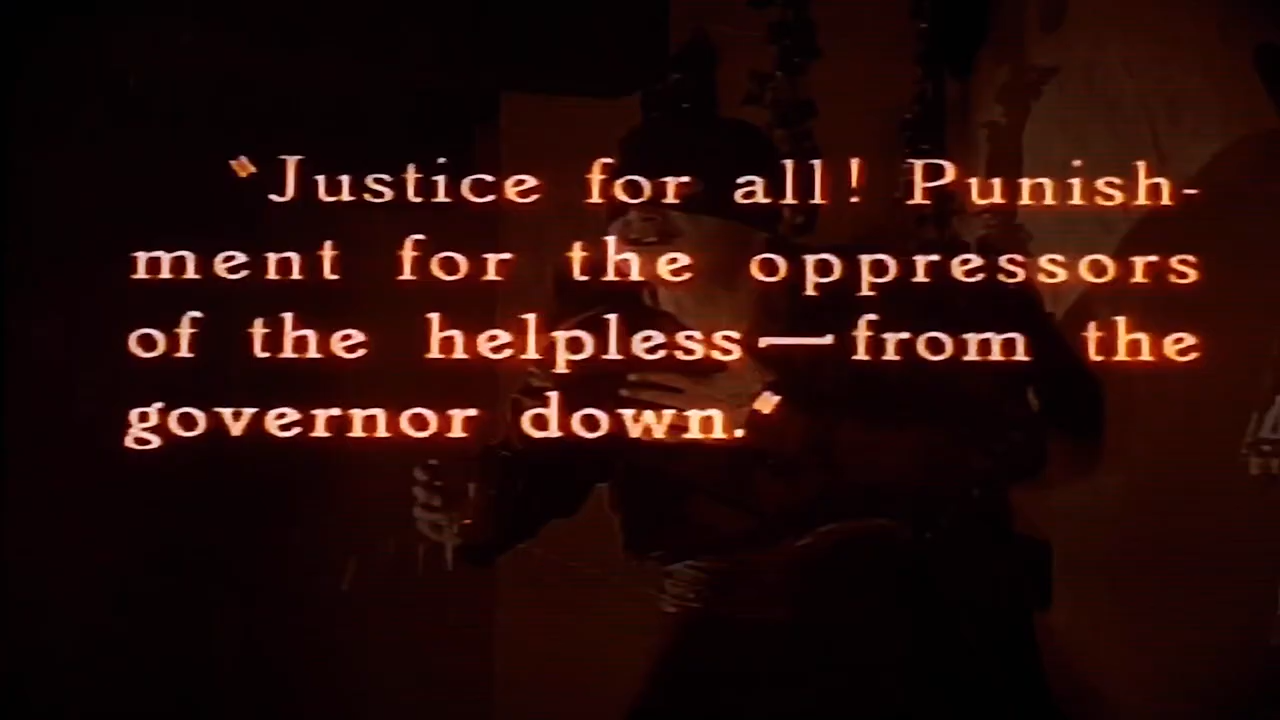 "Justice for all! Punish-
ment for the oppressors
of the helpless—from the
governor down."